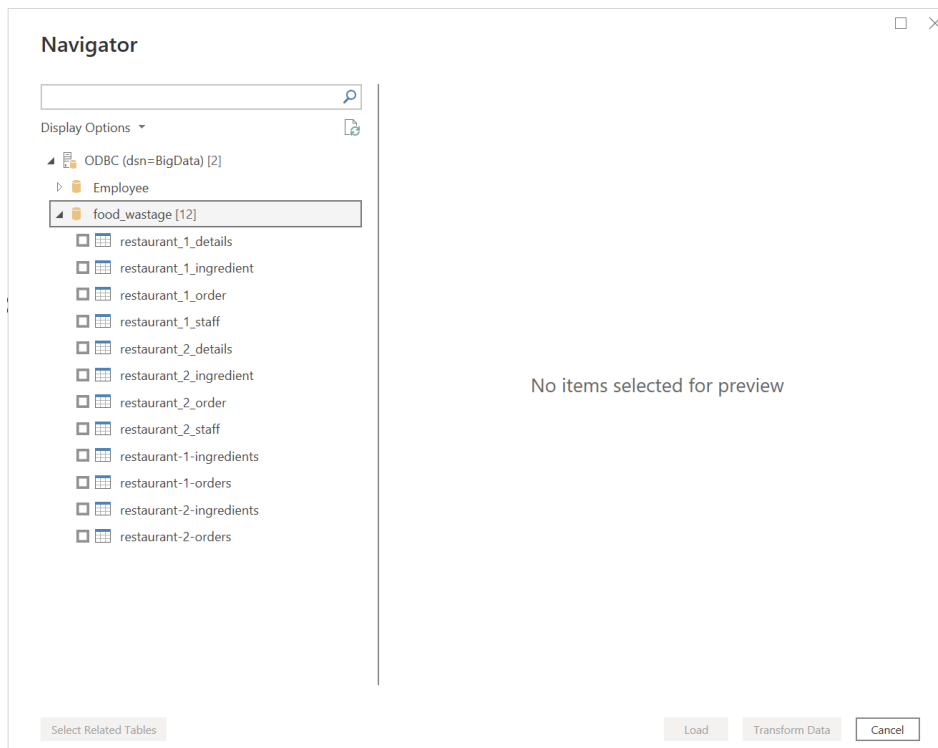 Navigator
Display Options
ODBC (dsn=BigData) [2]
Employee
food_wastage [12]
restaurant_1_details
restaurant_1_ingredient
restaurant_1_order
restaurant_1_staff
restaurant_2_details
restaurant_2_ingredient
restaurant_2_order
restaurant_2_staff
restaurant-1-ingredients
restaurant-1-orders
restaurant-2-ingredients
restaurant-2-orders
No items selected for preview
Select Related Tables
Load
Transform Data
Cancel